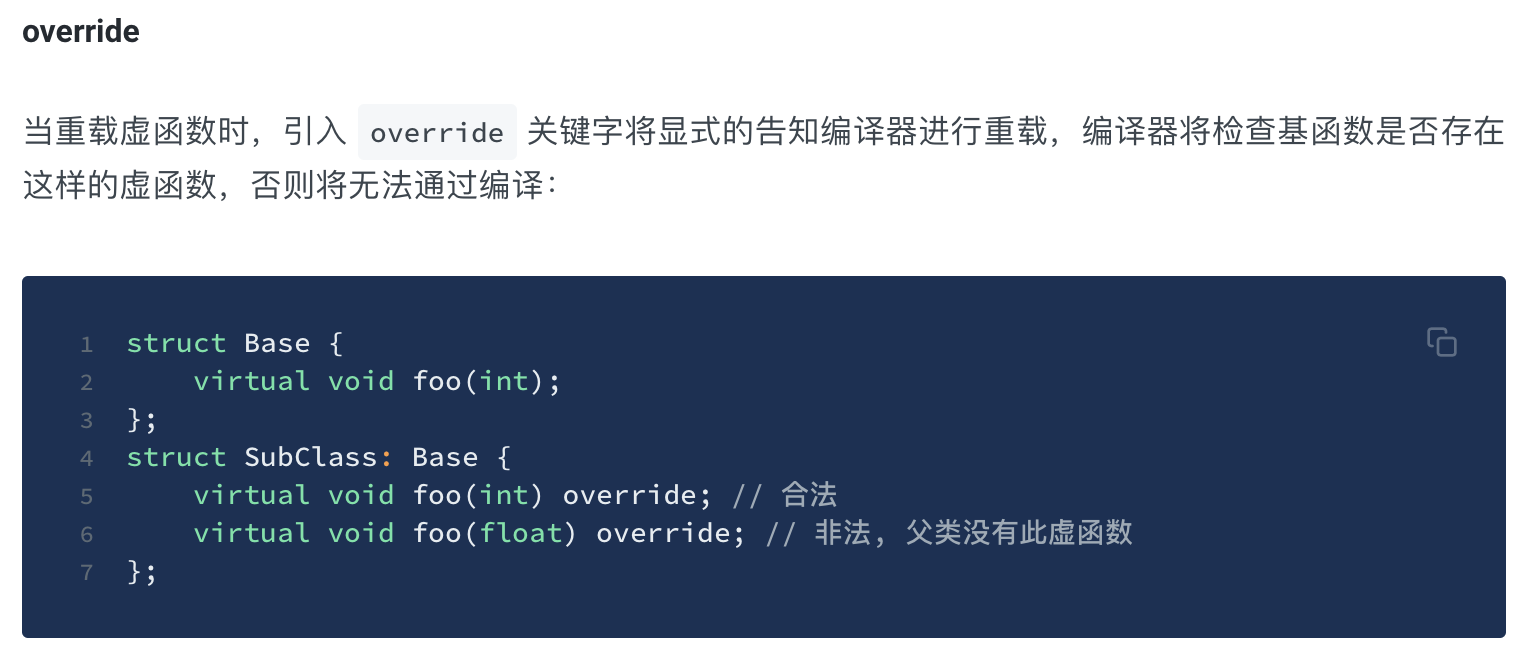 override
当重载虚函数时，引入 override 关键字将显式的告知编译器进行重载，编译器将检查基函数是否存在
这样的虚函数，否则将无法通过编译：
1 struct Base {
2     virtual void foo(int);
3 };
4 struct SubClass: Base {
5     virtual void foo(int) override; // 合法
6     virtual void foo(float) override; // 非法, 父类没有此虚函数
7 };